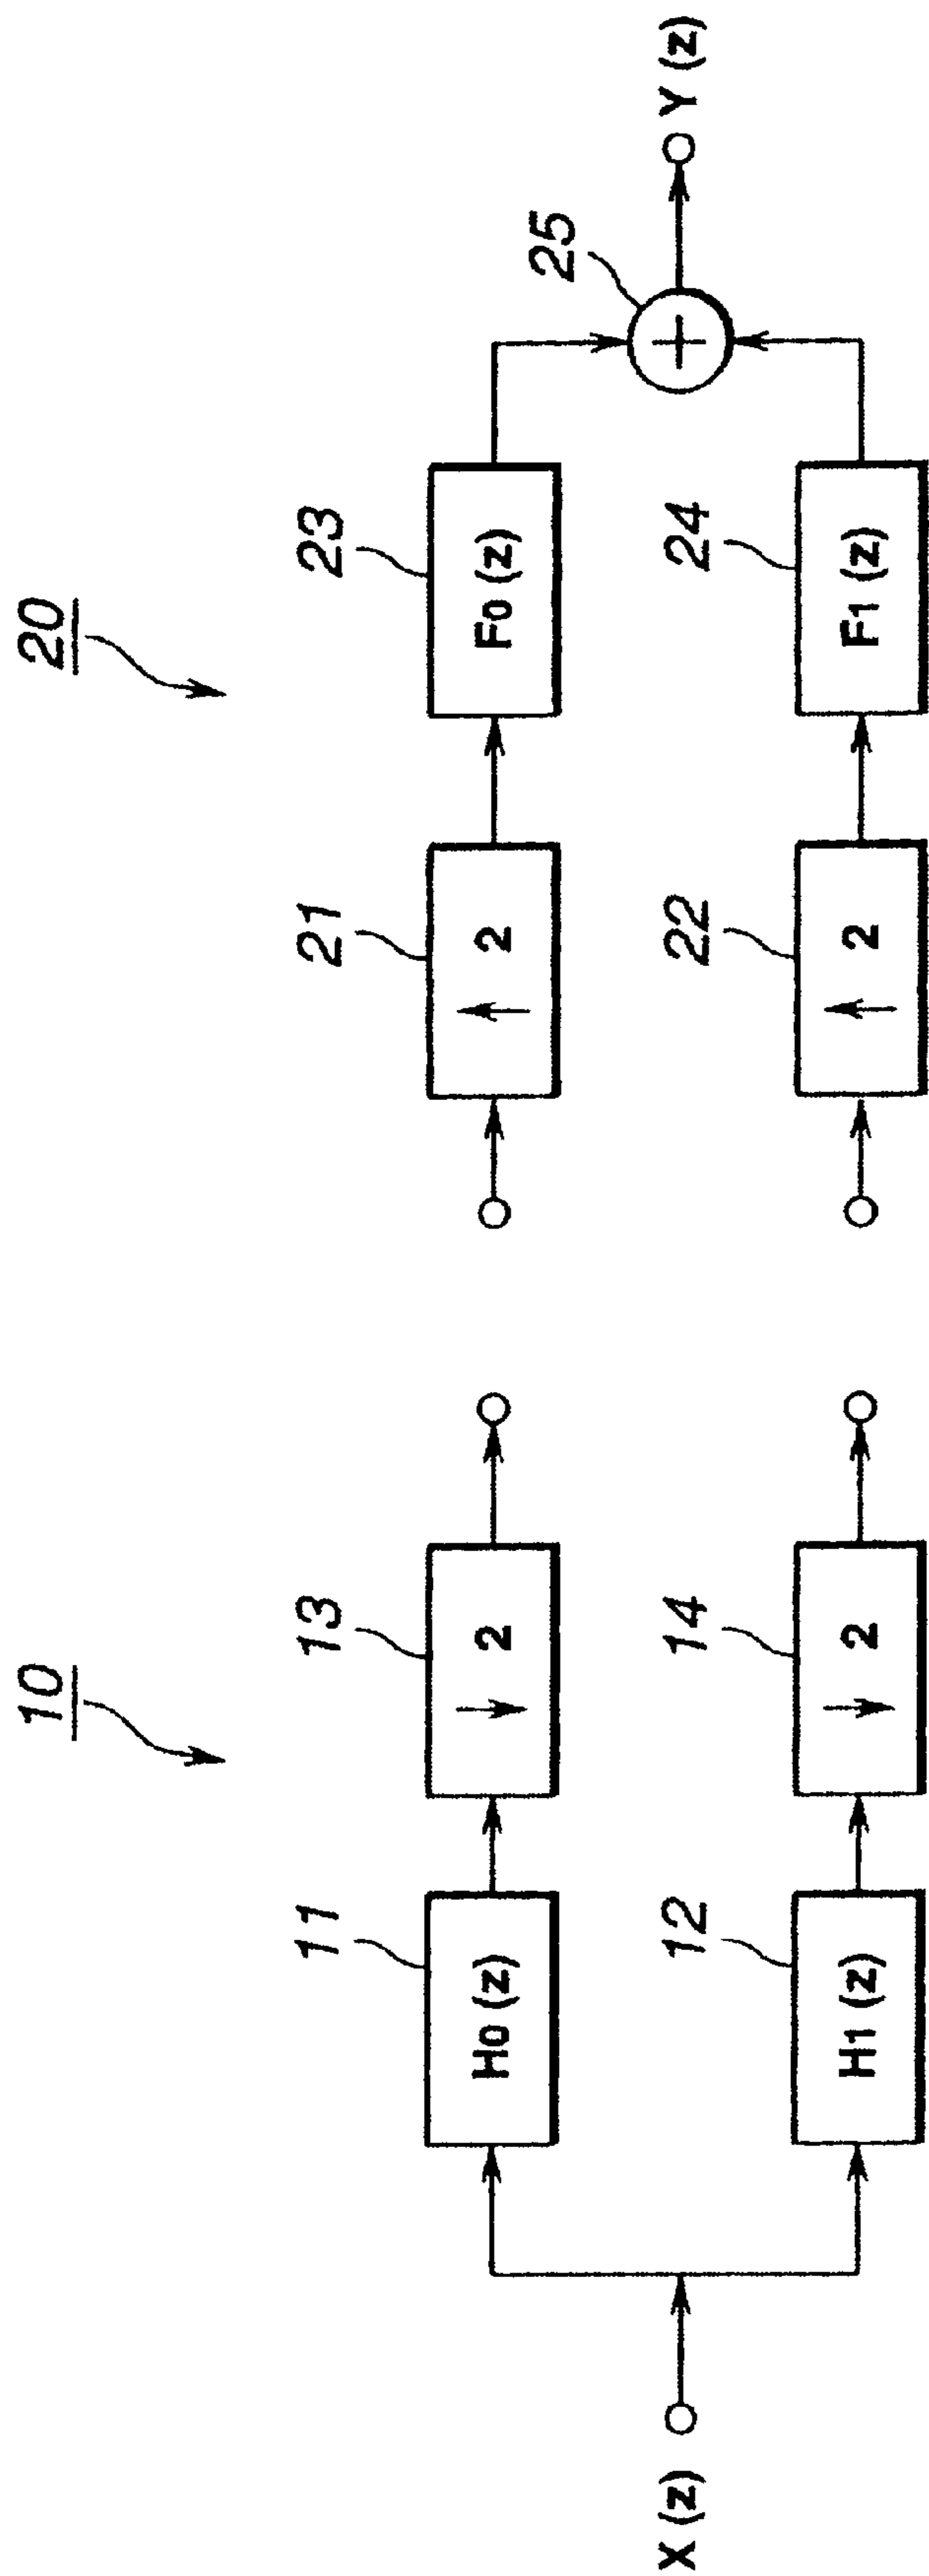 10
20
11
13
21
23
H0 (z)
↓ 2
↑ 2
F0 (z)
25
X (z)
+
Y (z)
12
14
22
24
H1 (z)
↓ 2
↑ 2
F1 (z)